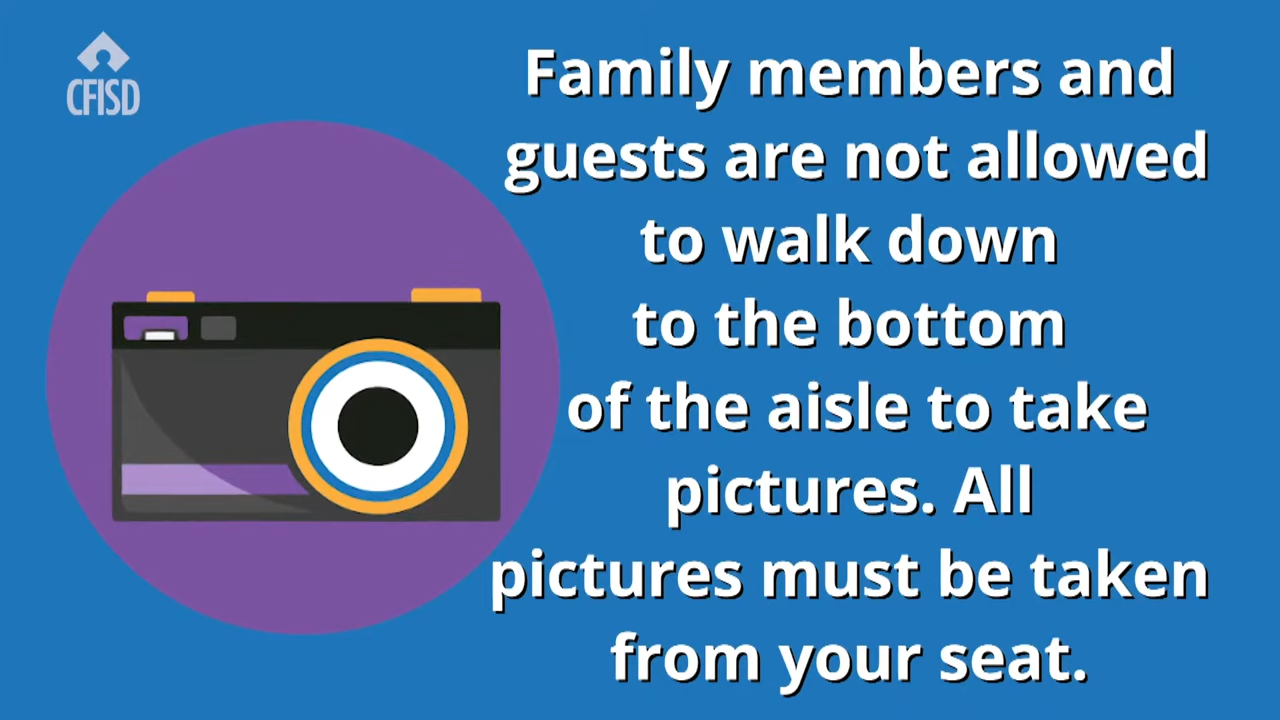 CFISD
Family members and
guests are not allowed
to walk down
to the bottom
of the aisle to take
pictures. All
pictures must be taken
from your seat.